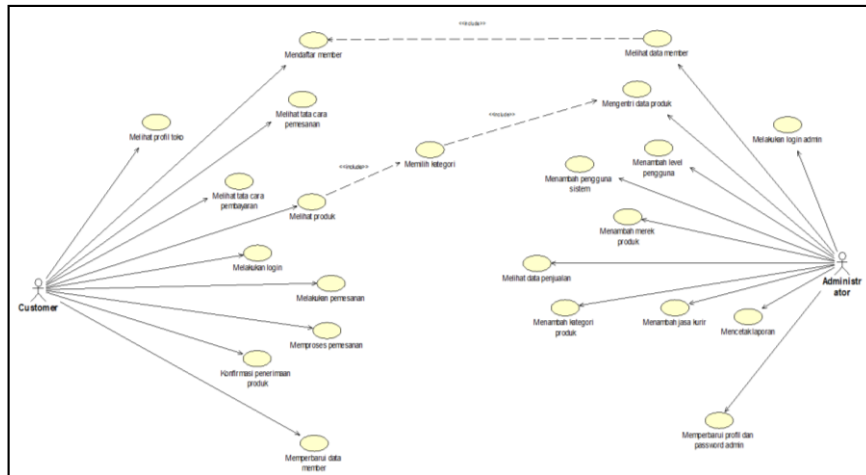 <<include>>
Mendaftar member
Melihat data member
Melihat tata cara
pemesanan
Mengentri data produk
<<include>>
Melihat profil toko
Melakukan login admin
Memilih kategori
Menambah level
pengguna
<<include>>
Menambah pengguna
sistem
Melihat tata cara
pembayaran
Melihat produk
Menambah merek
produk
Melakukan login
Melihat data penjualan
Customer
Administr
ator
Melakukan pemesanan
Menambah kategori
produk
Menambah jasa kurir
Mencetak laporan
Memproses pemesanan
Konfirmasi penerimaan
produk
Memperbarui profil dan
password admin
Memperbarui data
member